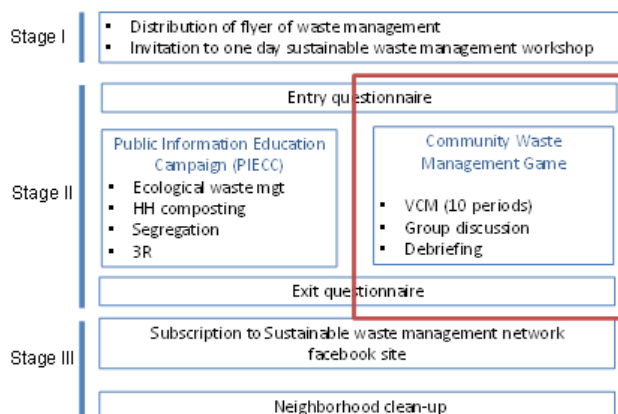 Stage I
▪ Distribution of flyer of waste management
▪ Invitation to one day sustainable waste management workshop
Stage II
Entry questionnaire
Public Information Education
Campaign (PIECC)
▪ Ecological waste mgt
▪ HH composting
▪ Segregation
▪ 3R
Community Waste
Management Game
▪ VCM (10 periods)
▪ Group discussion
▪ Debriefing
Exit questionnaire
Stage III
Subscription to Sustainable waste management network
facebook site
Neighborhood clean-up